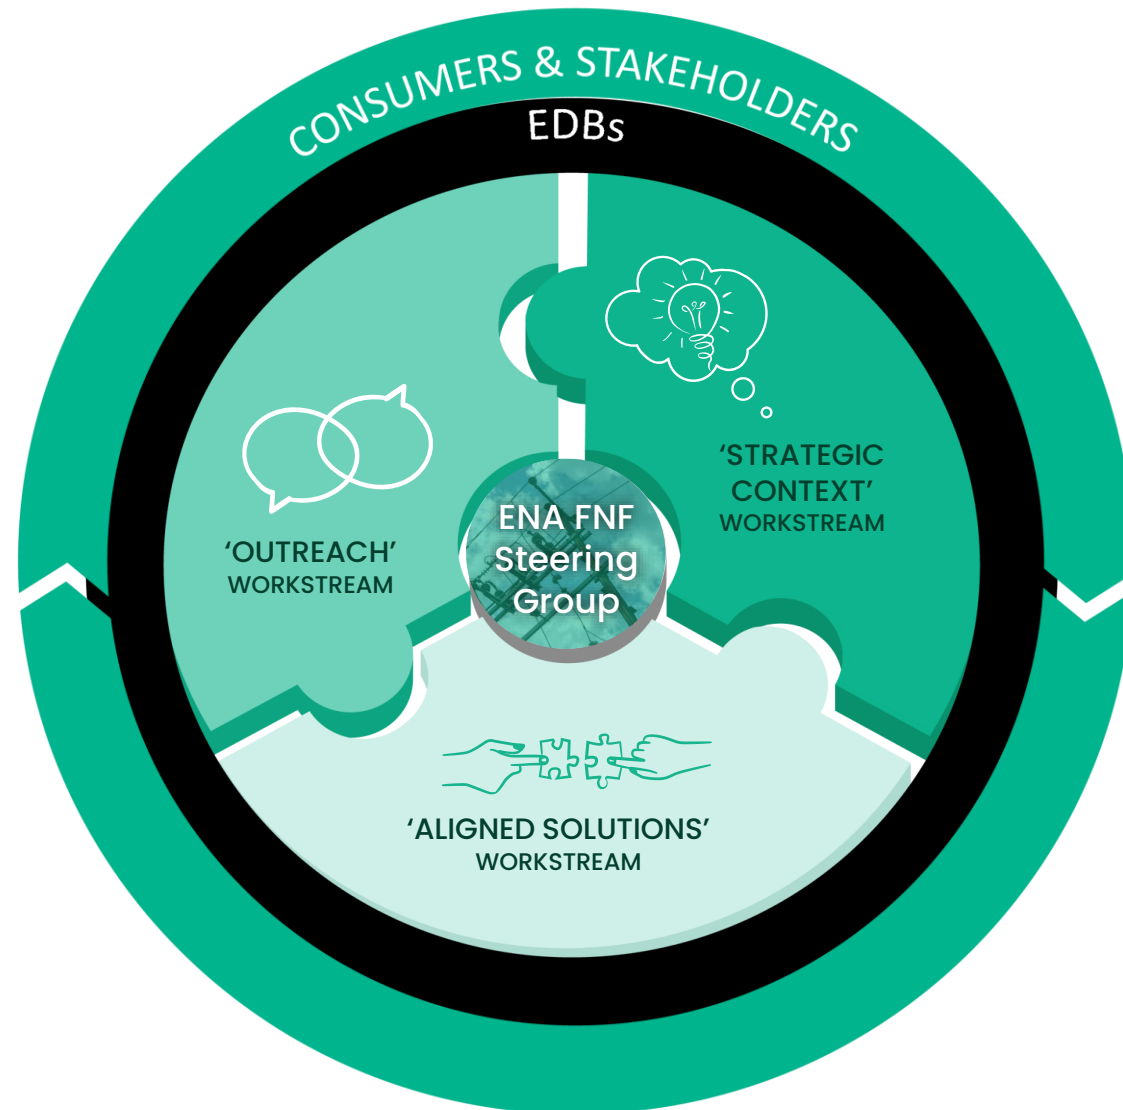 CONSUMERS & STAKEHOLDERS
EDBs
‘STRATEGIC
CONTEXT’
WORKSTREAM
ENA FNF
Steering
Group
‘OUTREACH’
WORKSTREAM
‘ALIGNED SOLUTIONS’
WORKSTREAM